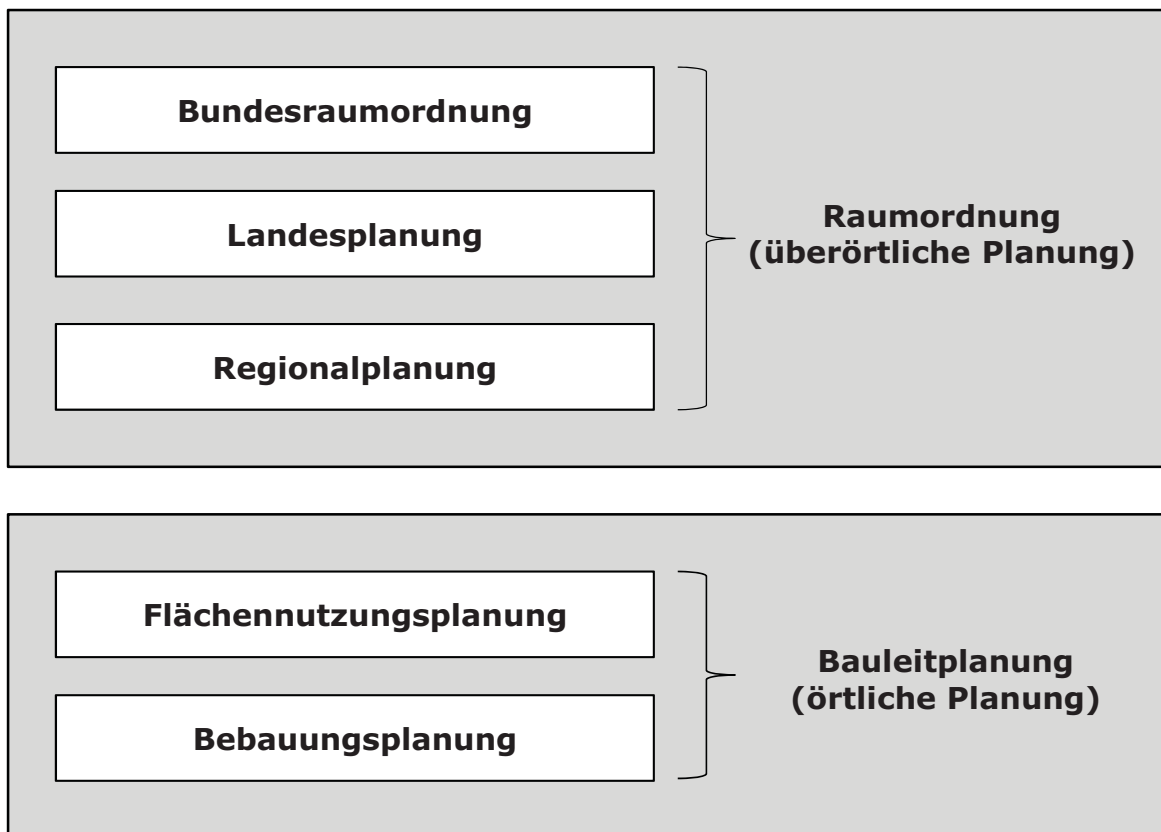 Bundesraumordnung
Landesplanung
Regionalplanung
Raumordnung
(überörtliche Planung)
Flächennutzungsplanung
Bebauungsplanung
Bauleitplanung
(örtliche Planung)